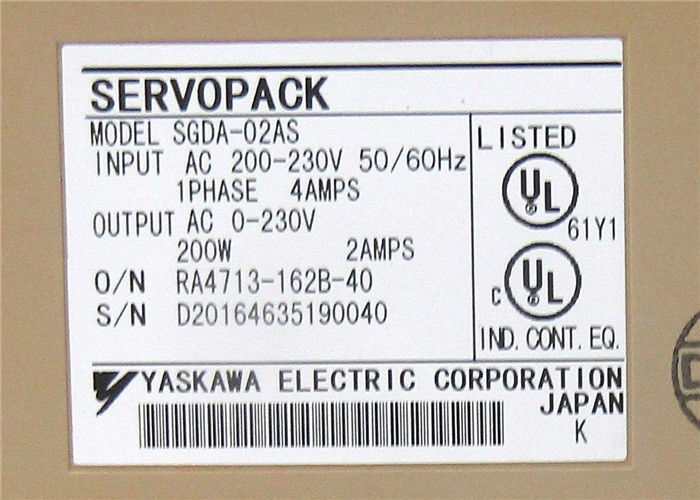 SERVOPACK
MODEL SGDA-02AS
INPUT AC 200-230V 50/60Hz
1PHASE 4AMPS
OUTPUT AC 0-230V
200W 2AMPS
O/N RA4713-162B-40
S/N D20164635190040
LISTED
UL
61Y1
C UL
IND. CONT. EQ.
YASKAWA ELECTRIC CORPORATION
JAPAN
K